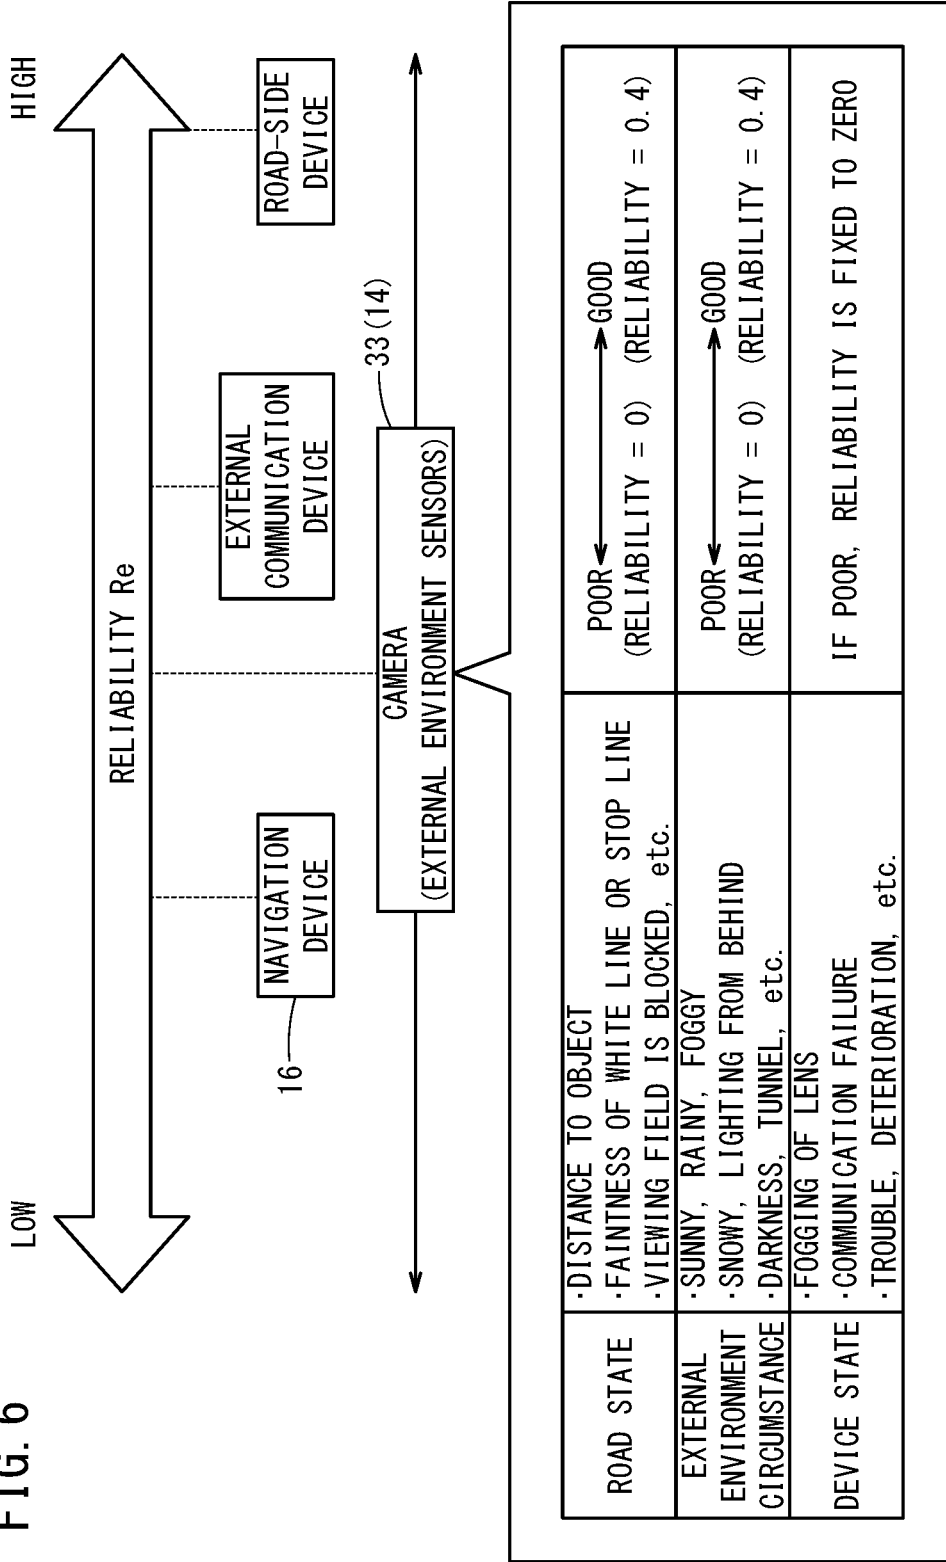 FIG. 6
LOW
HIGH
RELIABILITY Re
16
NAVIGATION
DEVICE
EXTERNAL
COMMUNICATION
DEVICE
ROAD-SIDE
DEVICE
33(14)
CAMERA
(EXTERNAL ENVIRONMENT SENSORS)
ROAD STATE
·DISTANCE TO OBJECT
·FAINTNESS OF WHITE LINE OR STOP LINE
·VIEWING FIELD IS BLOCKED, etc.
POOR GOOD
(RELIABILITY = 0) (RELIABILITY = 0.4)
EXTERNAL
ENVIRONMENT
CIRCUMSTANCE
·SUNNY, RAINY, FOGGY
·SNOWY, LIGHTING FROM BEHIND
·DARKNESS, TUNNEL, etc.
POOR GOOD
(RELIABILITY = 0) (RELIABILITY = 0.4)
DEVICE STATE
·FOGGING OF LENS
·COMMUNICATION FAILURE
·TROUBLE, DETERIORATION, etc.
IF POOR, RELIABILITY IS FIXED TO ZERO